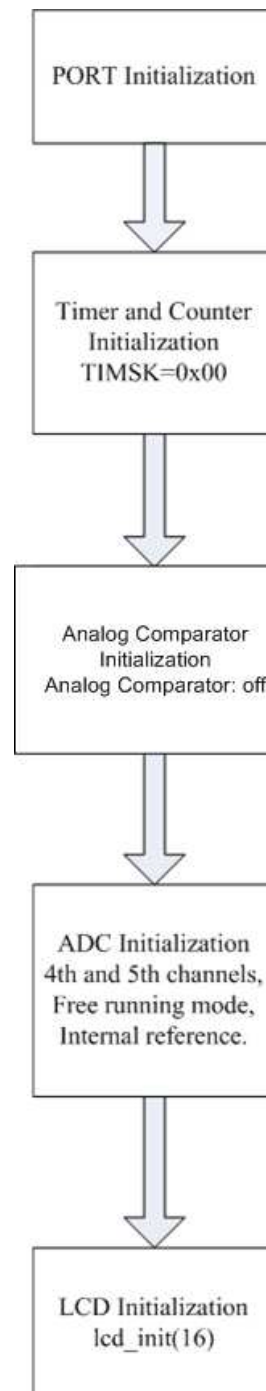 PORT Initialization
Timer and Counter
Initialization
TIMSK=0x00
Analog Comparator
Initialization
Analog Comparator: off
ADC Initialization
4th and 5th channels,
Free running mode,
Internal reference.
LCD Initialization
lcd_init(16)